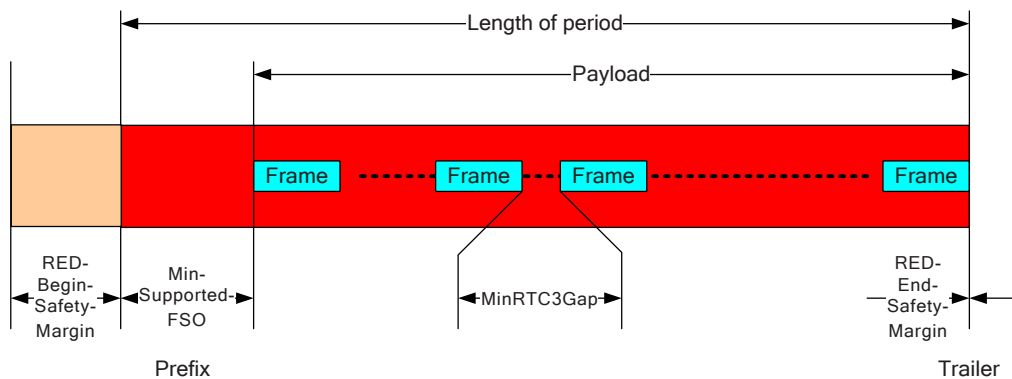 Length of period
Payload
Frame
Frame
Frame
Frame
RED-
Begin-
Safety-
Margin
Min-
Supported-
FSO
MinRTC3Gap
RED-
End-
Safety-
Margin
Prefix
Trailer